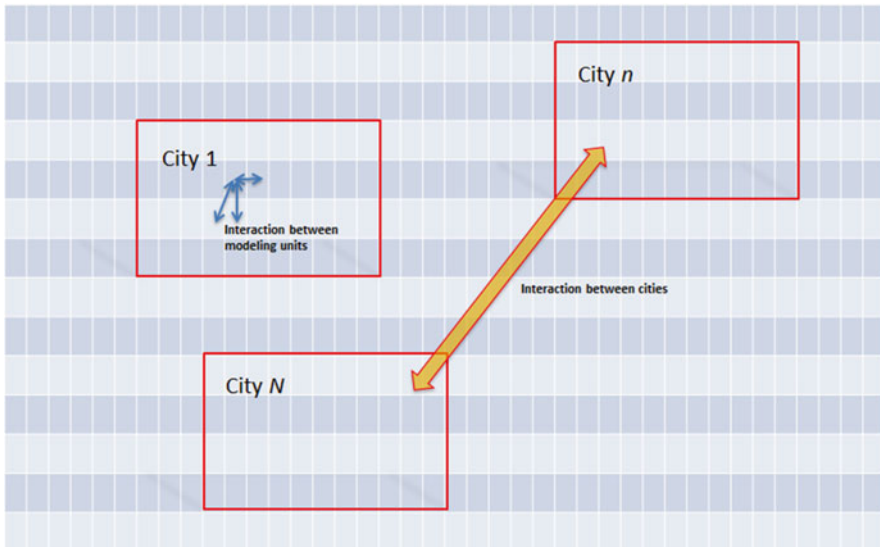 City n
City 1
Interaction between
modeling units
Interaction between cities
City N